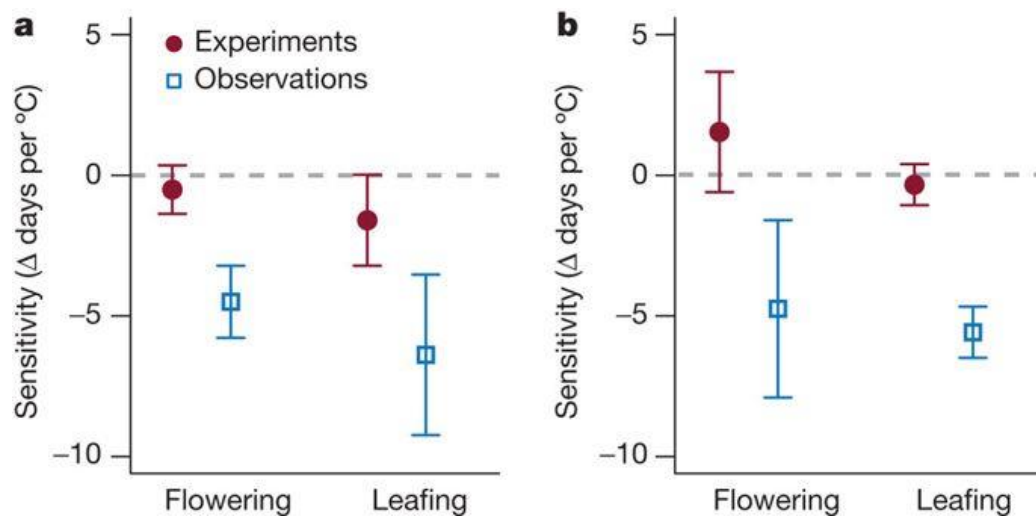 a
Experiments
Observations
Sensitivity (Δ days per °C)
5
0
–5
–10
Flowering
Leafing
b
Sensitivity (Δ days per °C)
5
0
–5
–10
Flowering
Leafing